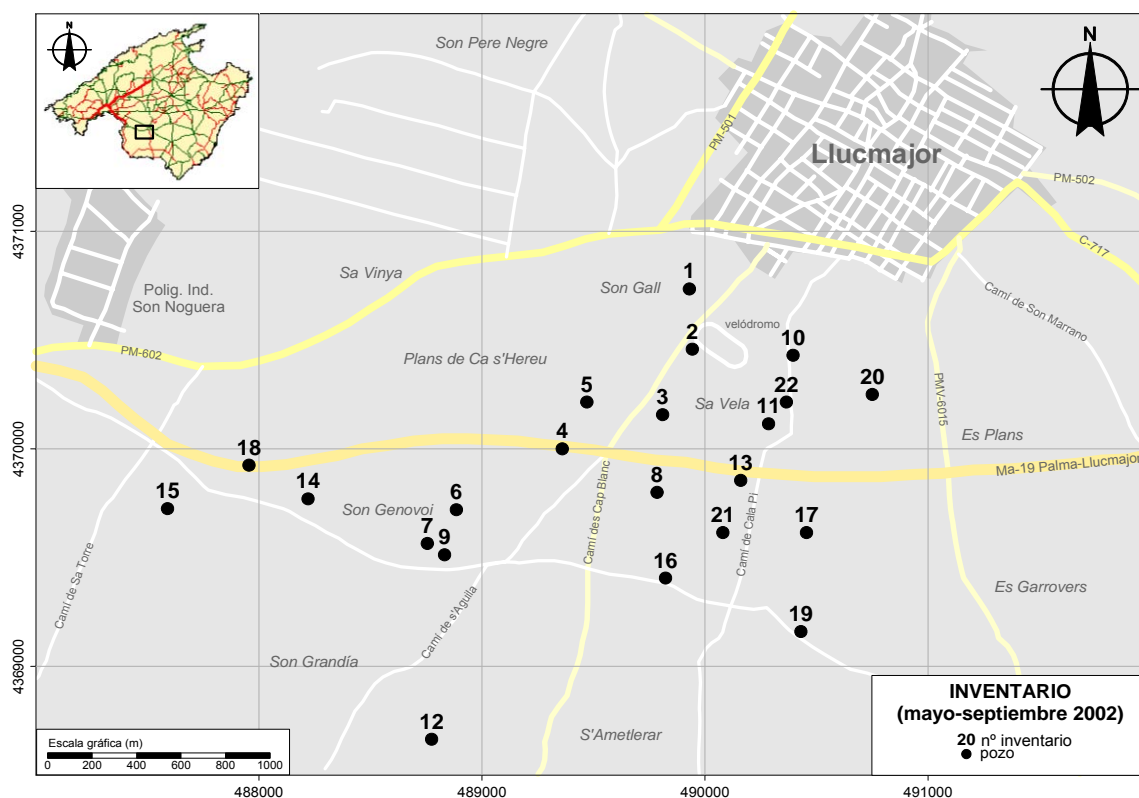 N
Son Pere Negre
N
PM-501
Llucmajor
PM-502
4371000
C-717
Sa Vinya
1
Son Gall
Polig. Ind.
Son Noguera
Camí de Son Marrano
velódromo
2
10
PM-602
Plans de Ca s'Hereu
PMV-6015
5
3
Sa Vela
22
20
11
4370000
4
Es Plans
18
13
Ma-19 Palma-Llucmajor
8
14
15
6
Son Genovoi
7
9
Camí des Cap Blanc
21
Camí de Cala Pi
17
16
Camí de Sa Torre
Es Garrovers
Camí de s'Aguila
19
4369000
Son Grandía
12
S'Ametlerar
INVENTARIO
(mayo-septiembre 2002)
20 nº inventario
pozo
Escala gráfica (m)
0 200 400 600 800 1000
488000 489000 490000 491000